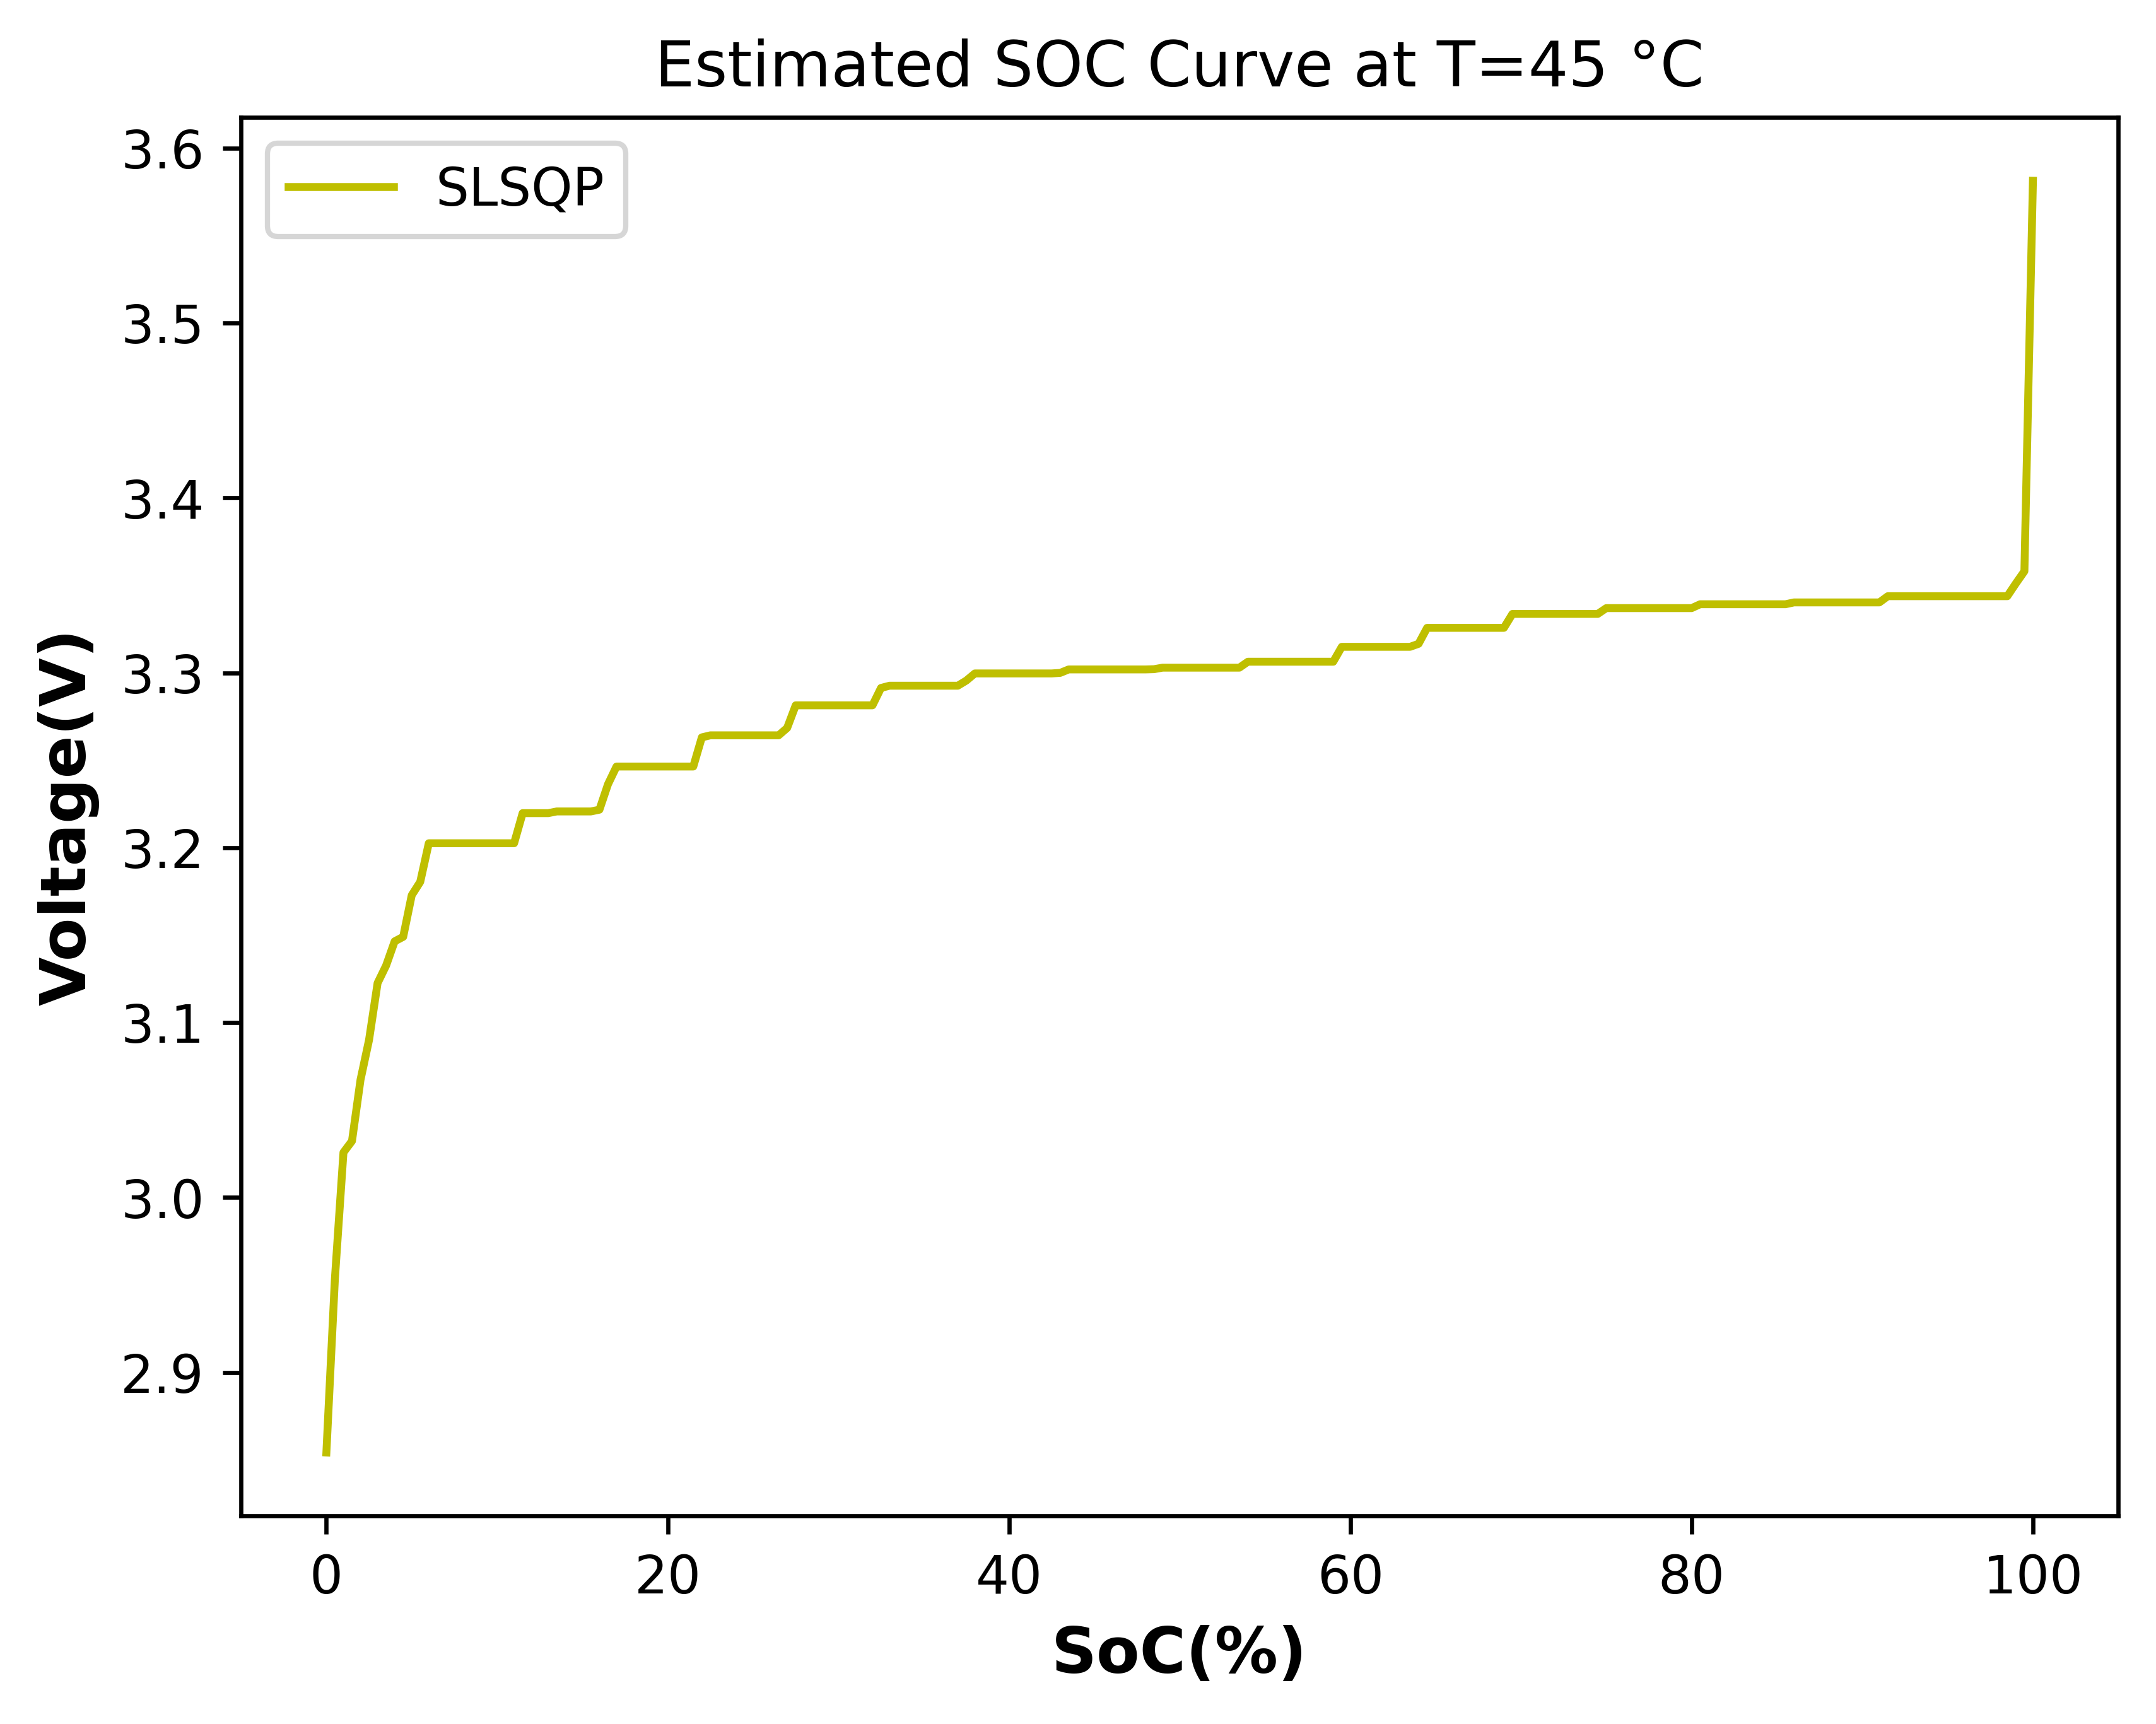 Estimated SOC Curve at T=45 °C
SLSQP
Voltage(V)
3.6
3.5
3.4
3.3
3.2
3.1
3.0
2.9
0 20 40 60 80 100
SoC(%)